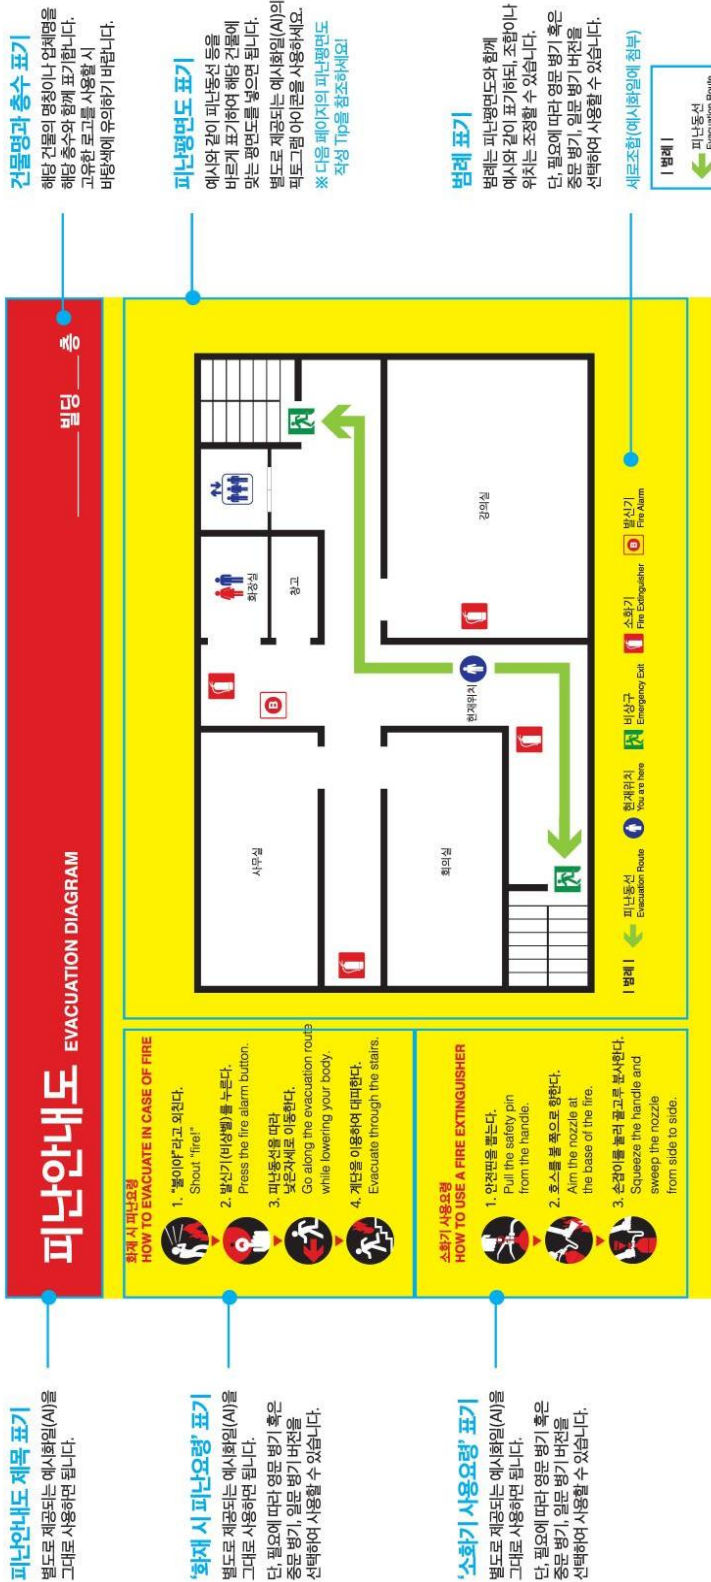 피난안내도 제목 표기
별도로 제공되는 예시화일(AI)을
그대로 사용하면 됩니다.
'화재 시 피난요령' 표기
별도로 제공되는 예시화일(AI)을
그대로 사용하면 됩니다.
단, 필요에 따라 영문 병기 혹은
중문 병기, 일문 병기 버전을
선택하여 사용할 수 있습니다.
'소화기 사용요령' 표기
별도로 제공되는 예시화일(AI)을
그대로 사용하면 됩니다.
단, 필요에 따라 영문 병기 혹은
중문 병기, 일문 병기 버전을
선택하여 사용할 수 있습니다.
피난안내도 EVACUATION DIAGRAM
빌딩 층
화재 시 피난요령
HOW TO EVACUATE IN CASE OF FIRE
1. "불이야" 라고 외친다.
Shout "fire!"
2. 발신기(비상벨)를 누른다.
Press the fire alarm button.
3. 피난동선을 따라
낮은자세로 이동한다.
Go along the evacuation route
while lowering your body.
4. 계단을 이용하여 대피한다.
Evacuate through the stairs.
소화기 사용요령
HOW TO USE A FIRE EXTINGUISHER
1. 안전핀을 뽑는다.
Pull the safety pin
from the handle.
2. 호스를 불 쪽으로 향한다.
Aim the nozzle at
the base of the fire.
3. 손잡이를 눌러 골고루 분사한다.
Squeeze the handle and
sweep the nozzle
from side to side.
화장실
창고
B
사무실
현재위치
강의실
회의실
| 범례 |
피난동선
Evacuation Route
현재위치
You are here
비상구
Emergency Exit
소화기
Fire Extinguisher
B
발신기
Fire Alarm
건물명과 층수 표기
해당 건물의 명칭이나 업체명을
해당 층수와 함께 표기합니다.
고유한 로고를 사용할 시
바탕색에 유의하기 바랍니다.
피난평면도 표기
예시와 같이 피난동선 등을
바르게 표기하여 해당 건물에
맞는 평면도를 넣으면 됩니다.
별도로 제공되는 예시화일(AI)의
픽토그램 아이콘을 사용하세요.
※ 다음 페이지의 피난평면도
작성 Tip을 참조하세요!
범례 표기
범례는 피난평면도와 함께
예시와 같이 표기하되, 조합이나
위치는 조정할 수 있습니다.
단, 필요에 따라 영문 병기 혹은
중문 병기, 일문 병기 버전을
선택하여 사용할 수 있습니다.
세로조합(예시화일에 첨부)
| 범례 |
피난동선
Evacuation Route